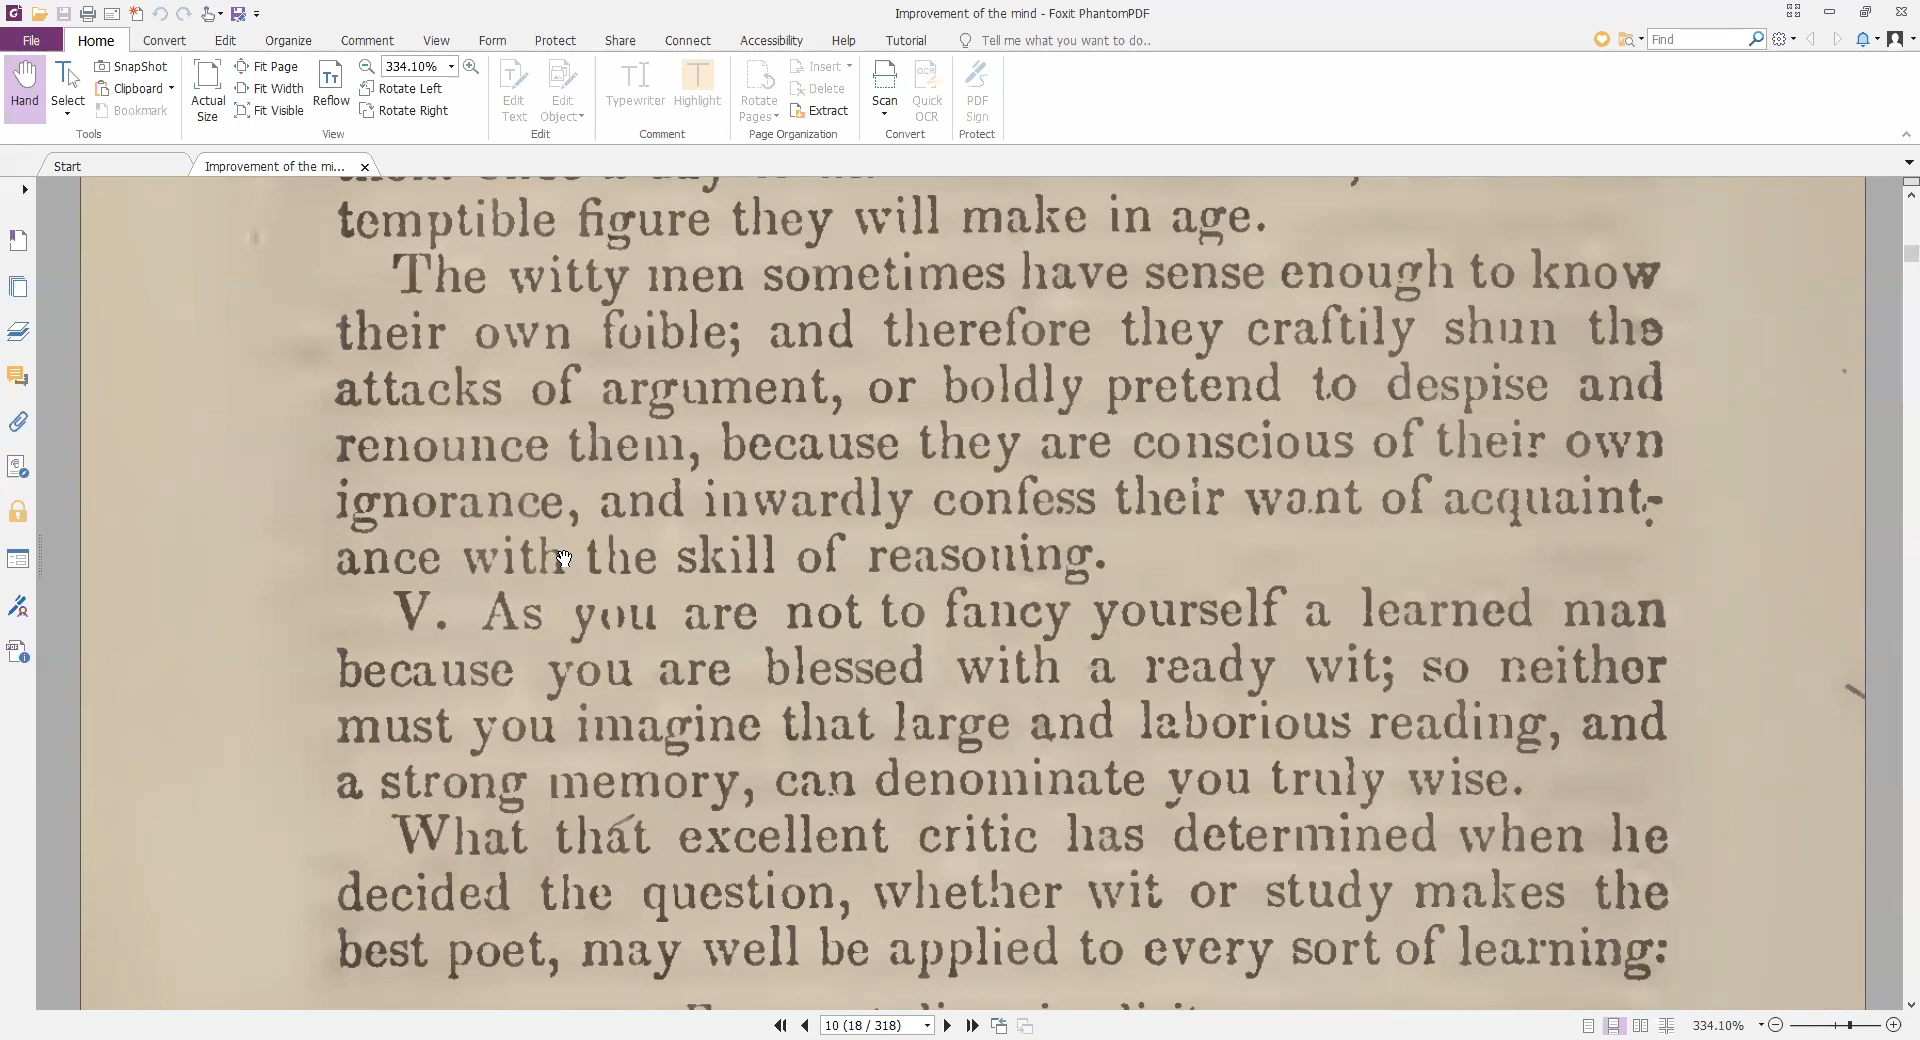 Improvement of the mind - Foxit PhantomPDF
File Home Convert Edit Organize Comment View Form Protect Share Connect Accessibility Help Tutorial Tell me what you want to do.. Find
Hand
Select
SnapShot
Clipboard
Bookmark
Tools
Actual Size
Fit Page
Fit Width
Fit Visible
Reflow
334.10%
Rotate Left
Rotate Right
View
Edit Text
Edit Object
Edit
Typewriter
Highlight
Comment
Rotate Pages
Insert
Delete
Extract
Page Organization
Scan
Quick OCR
Convert
PDF Sign
Protect
Start
Improvement of the mi...
temptible figure they will make in age.
The witty men sometimes have sense enough to know
their own foible; and therefore they craftily shun the
attacks of argument, or boldly pretend to despise and
renounce them, because they are conscious of their own
ignorance, and inwardly confess their want of acquaint-
ance with the skill of reasoning.
V. As you are not to fancy yourself a learned man
because you are blessed with a ready wit; so neither
must you imagine that large and laborious reading, and
a strong memory, can denominate you truly wise.
What that excellent critic has determined when he
decided the question, whether wit or study makes the
best poet, may well be applied to every sort of learning:
10 (18 / 318)
334.10%